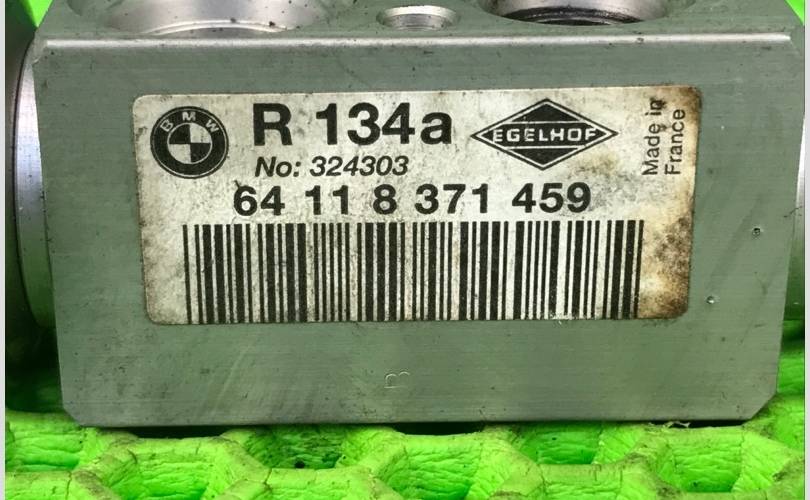 BMW
R 134a
EGELHOF
Made in
France
No: 324303
64 11 8 371 459
B